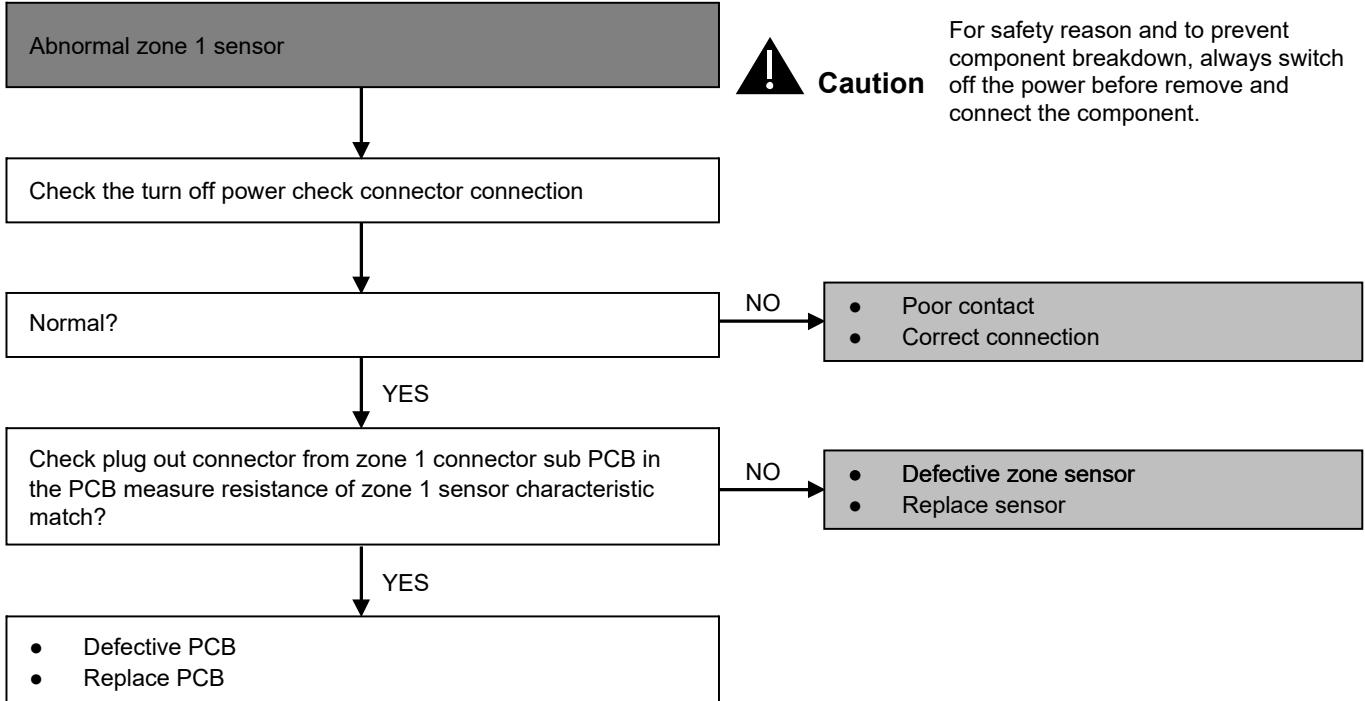 Abnormal zone 1 sensor
Caution
For safety reason and to prevent
component breakdown, always switch
off the power before remove and
connect the component.
Check the turn off power check connector connection
Normal?
NO
● Poor contact
● Correct connection
YES
Check plug out connector from zone 1 connector sub PCB in
the PCB measure resistance of zone 1 sensor characteristic
match?
NO
● Defective zone sensor
● Replace sensor
YES
● Defective PCB
● Replace PCB